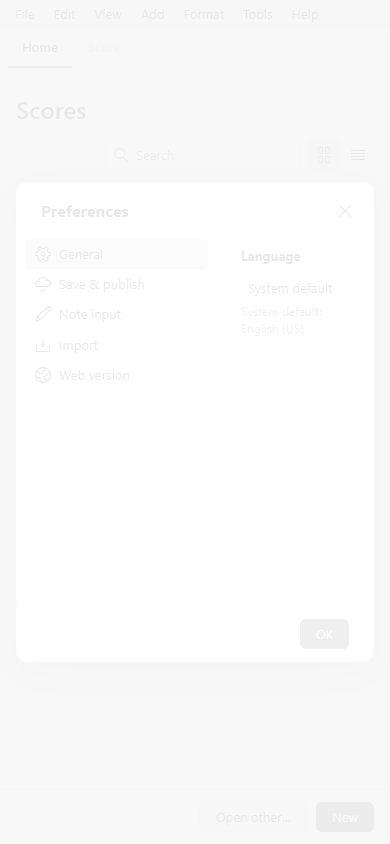 File Edit View Add Format Tools Help
Home Score
Scores
Search
Preferences
General
Save & publish
Note input
Import
Web version
Language
System default
System default:
English (US)
OK
Open other... New